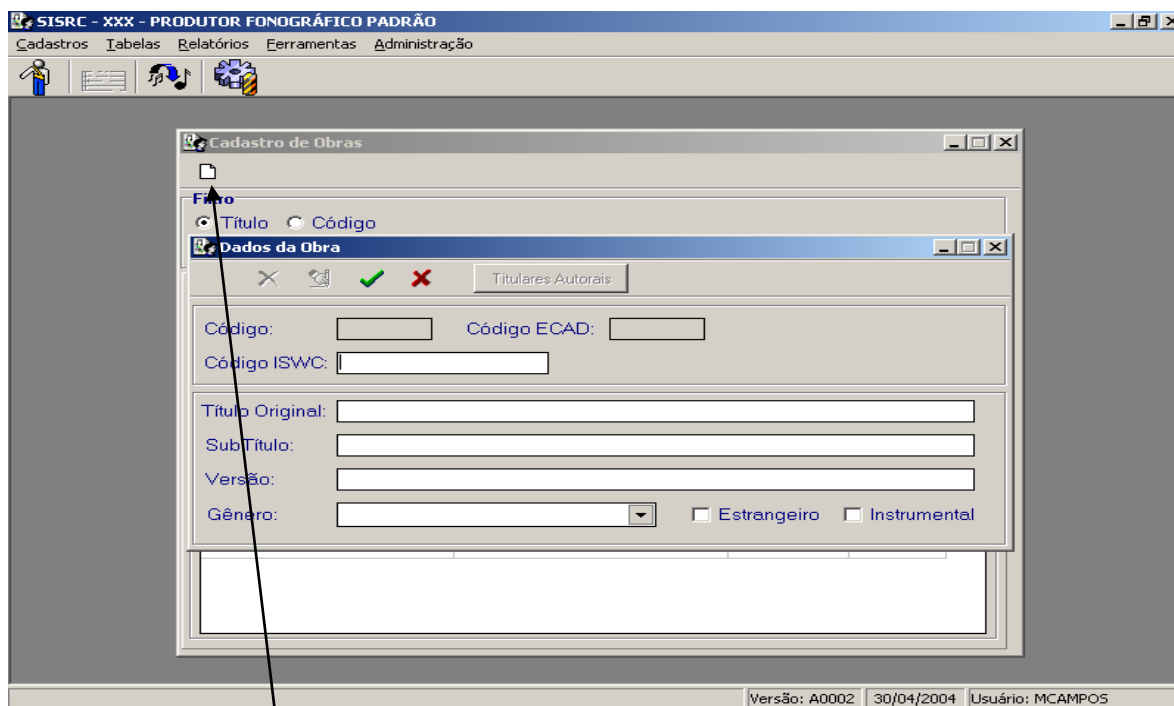 SISRC - XXX - PRODUTOR FONOGRÁFICO PADRÃO
Cadastros Tabelas Relatórios Ferramentas Administração
Cadastro de Obras
Filtro
Título Código
Dados da Obra
Titulares Autorais
Código: Código ECAD:
Código ISWC:
Título Original:
SubTítulo:
Versão:
Gênero: Estrangeiro Instrumental
Versão: A0002 30/04/2004 Usuário: MCAMPOS